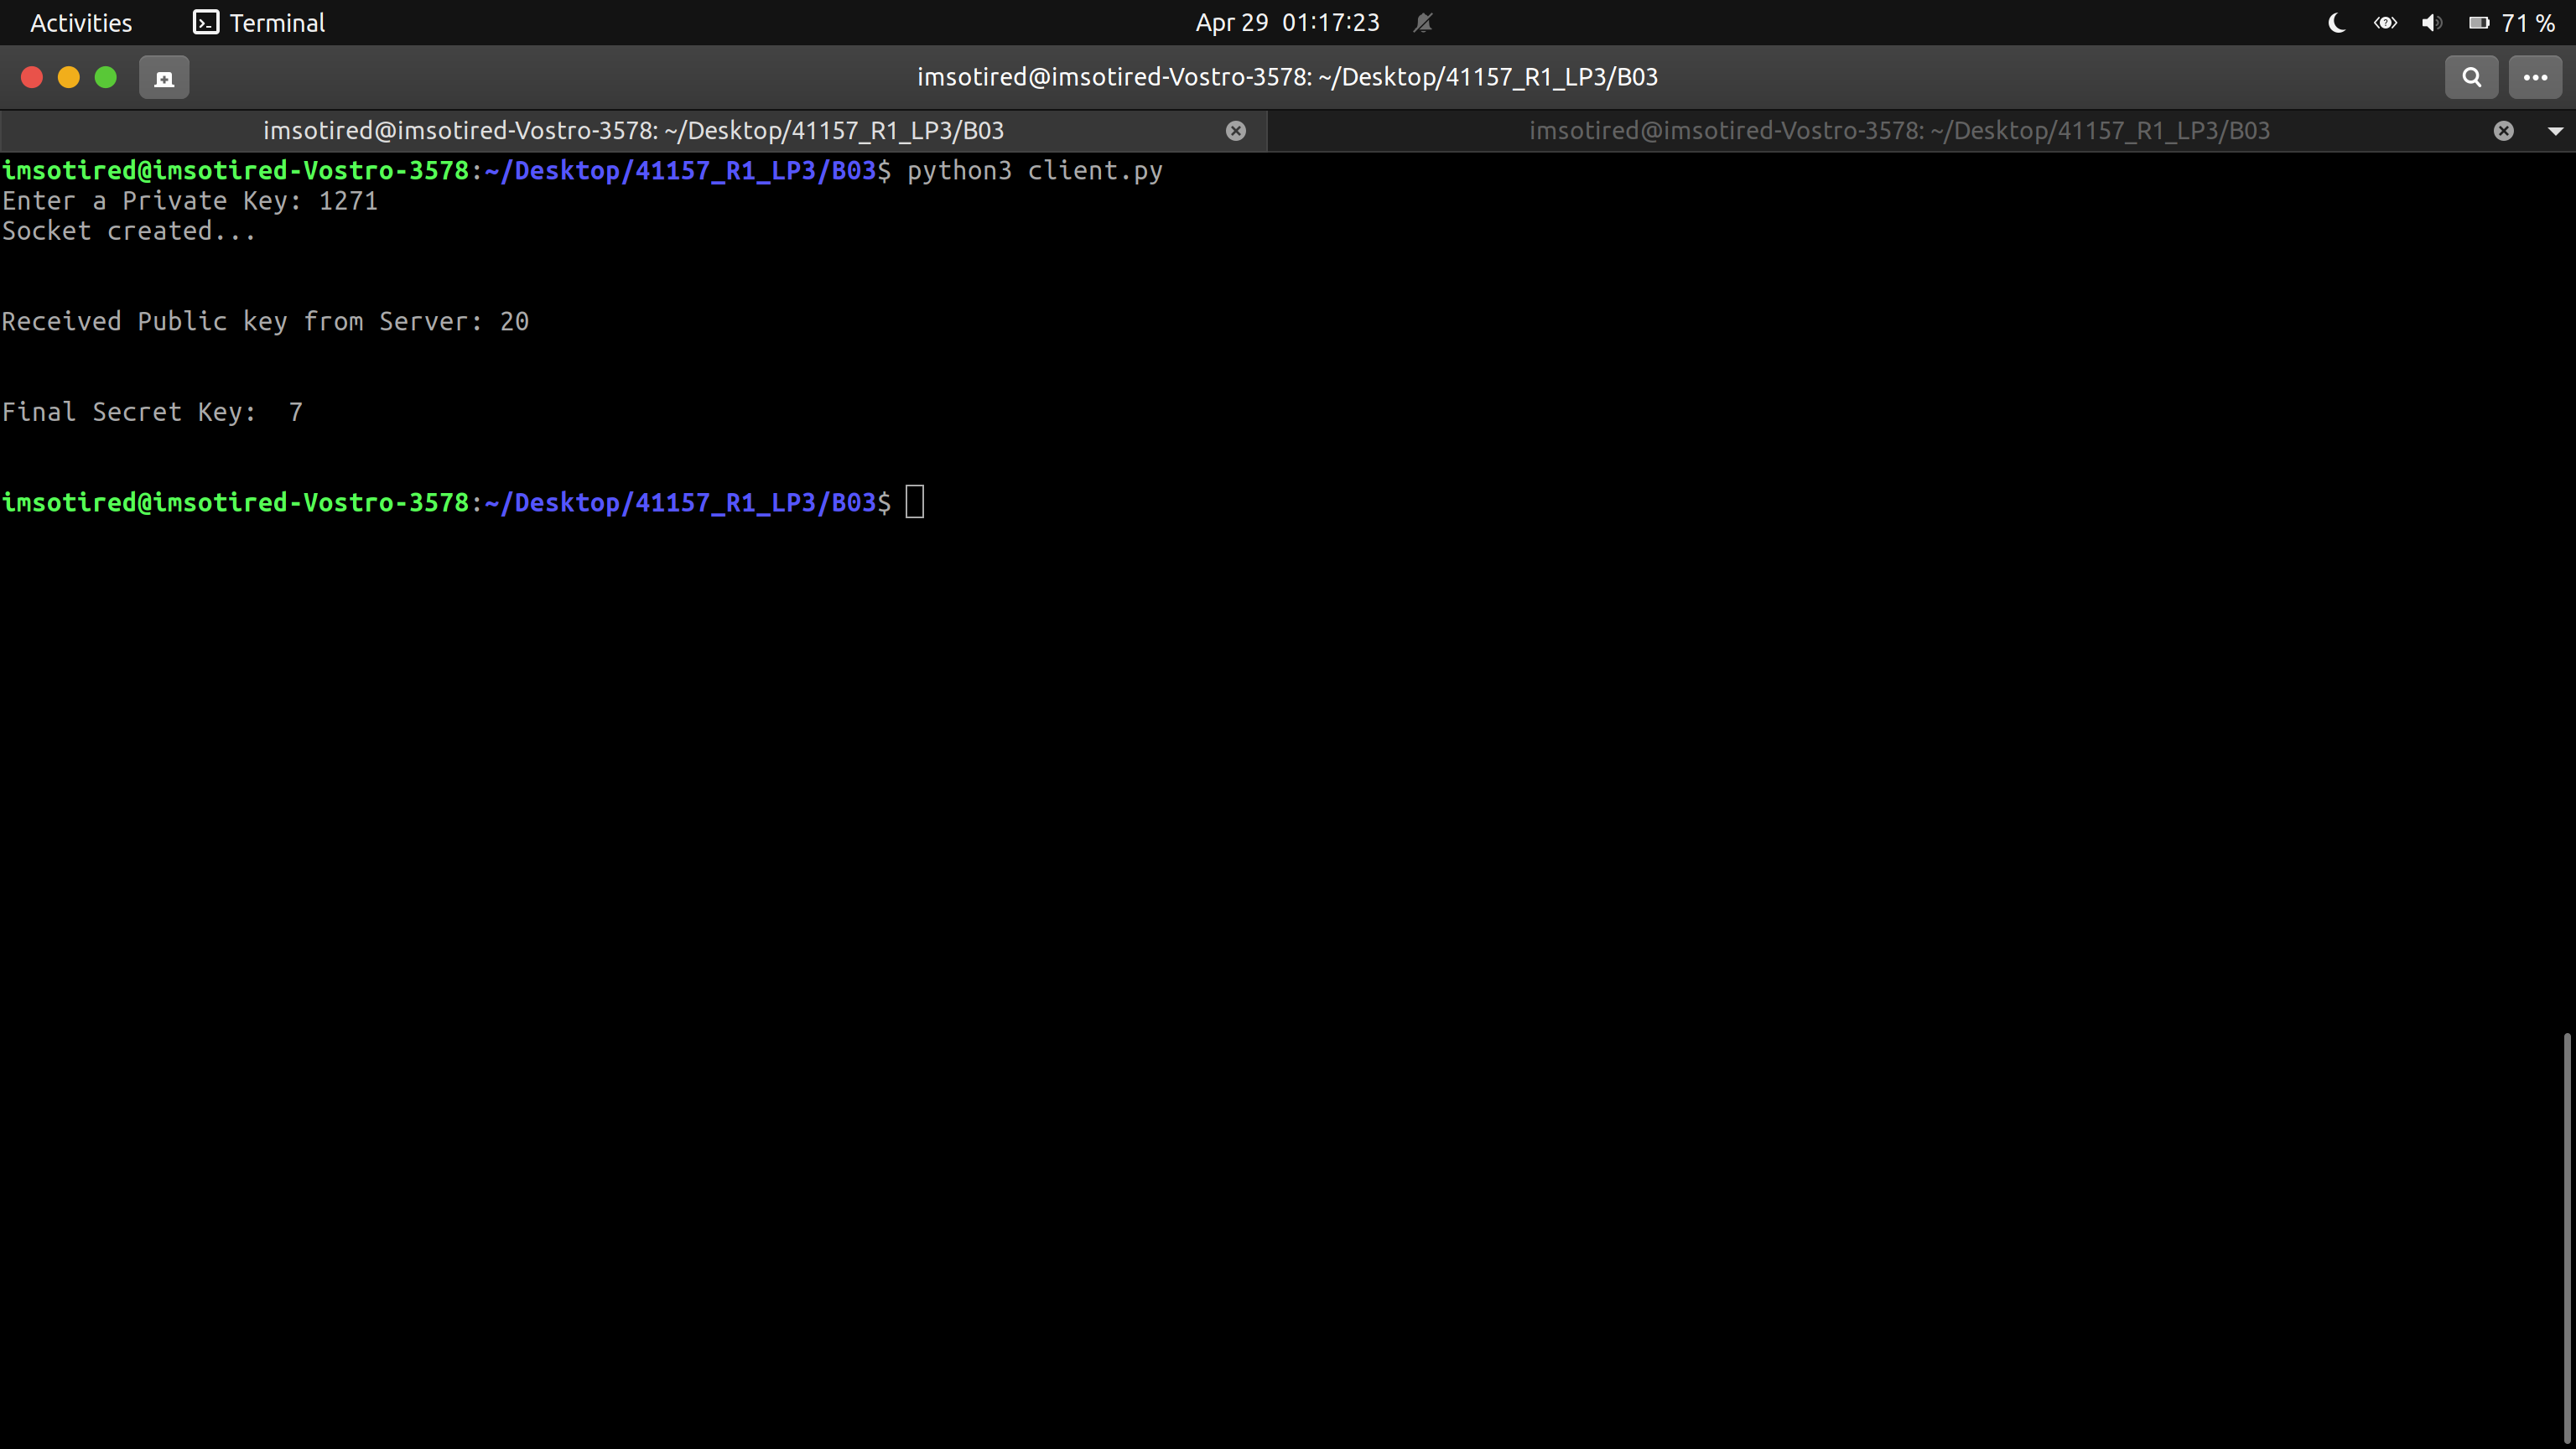 Activities Terminal Apr 29 01:17:23 71 %
imsotired@imsotired-Vostro-3578: ~/Desktop/41157_R1_LP3/B03
imsotired@imsotired-Vostro-3578: ~/Desktop/41157_R1_LP3/B03 imsotired@imsotired-Vostro-3578: ~/Desktop/41157_R1_LP3/B03
imsotired@imsotired-Vostro-3578:~/Desktop/41157_R1_LP3/B03$ python3 client.py
Enter a Private Key: 1271
Socket created...
Received Public key from Server: 20
Final Secret Key:  7
imsotired@imsotired-Vostro-3578:~/Desktop/41157_R1_LP3/B03$